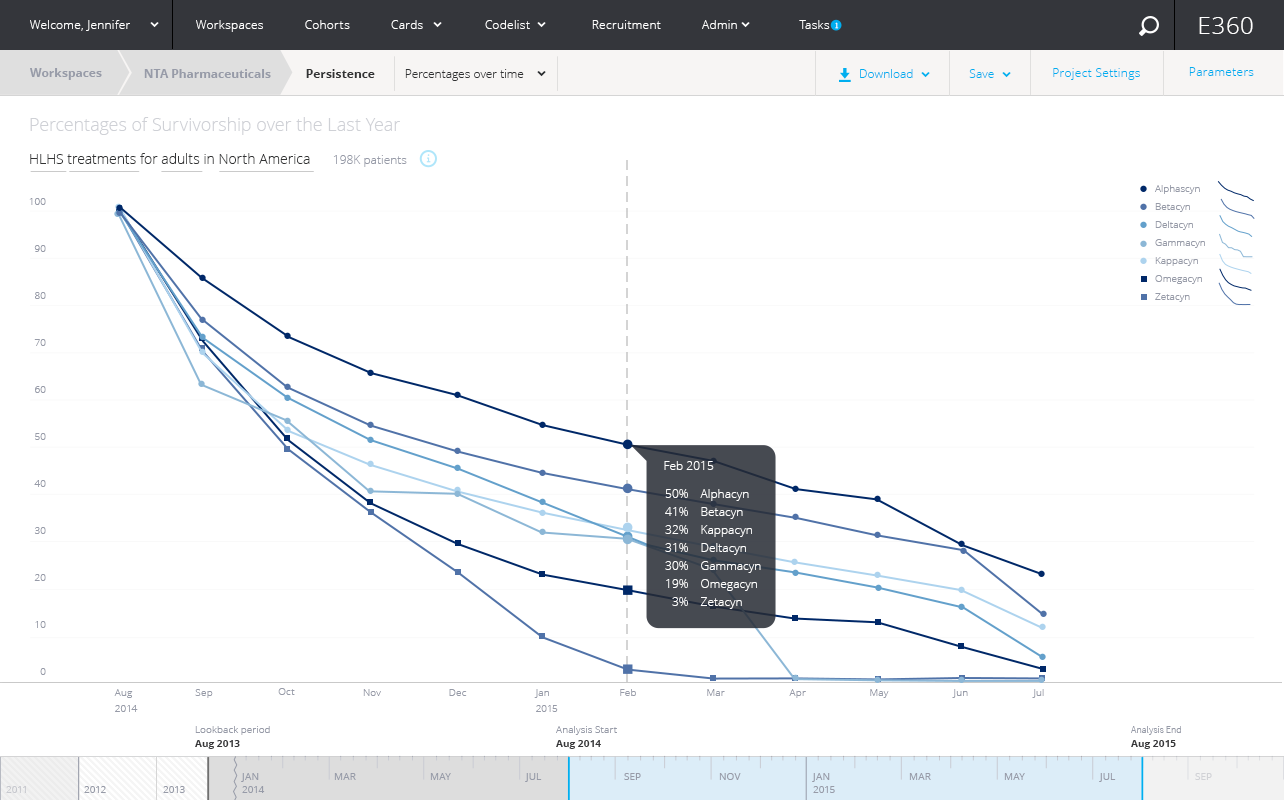 Welcome, Jennifer Workspaces Cohorts Cards Codelist Recruitment Admin Tasks E360
Workspaces NTA Pharmaceuticals Persistence Percentages over time Download Save Project Settings Parameters
Percentages of Survivorship over the Last Year
HLHS treatments for adults in North America 198K patients
Alphascyn
Betacyn
Deltacyn
Gammacyn
Kappacyn
Omegacyn
Zetacyn
100
90
80
70
60
50
40
30
20
10
0
Feb 2015
50% Alphacyn
41% Betacyn
32% Kappacyn
31% Deltacyn
30% Gammacyn
19% Omegacyn
3% Zetacyn
Aug Sep Oct Nov Dec Jan Feb Mar Apr May Jun Jul
2014 2015
Lookback period Analysis Start Analysis End
Aug 2013 Aug 2014 Aug 2015
JAN MAR MAY JUL SEP NOV JAN MAR MAY JUL SEP
2011 2012 2013 2014 2015